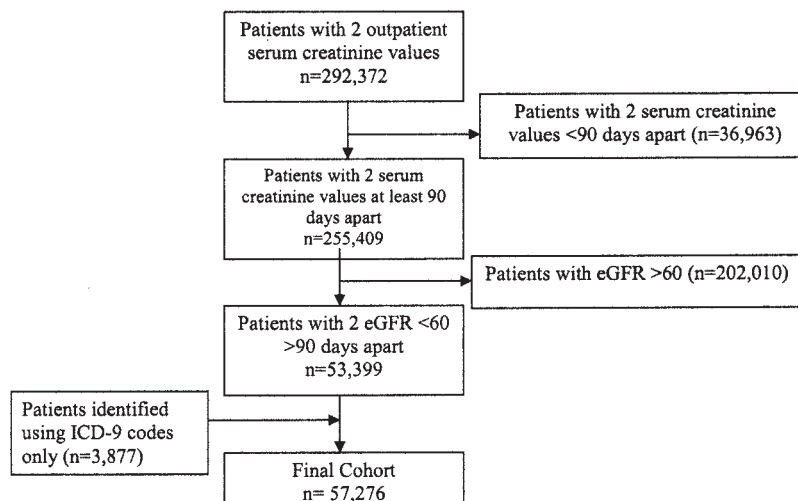 Patients with 2 outpatient
serum creatinine values
n=292,372
Patients with 2 serum creatinine
values <90 days apart (n=36,963)
Patients with 2 serum
creatinine values at least 90
days apart
n=255,409
Patients with eGFR >60 (n=202,010)
Patients with 2 eGFR <60
>90 days apart
n=53,399
Patients identified
using ICD-9 codes
only (n=3,877)
Final Cohort
n= 57,276